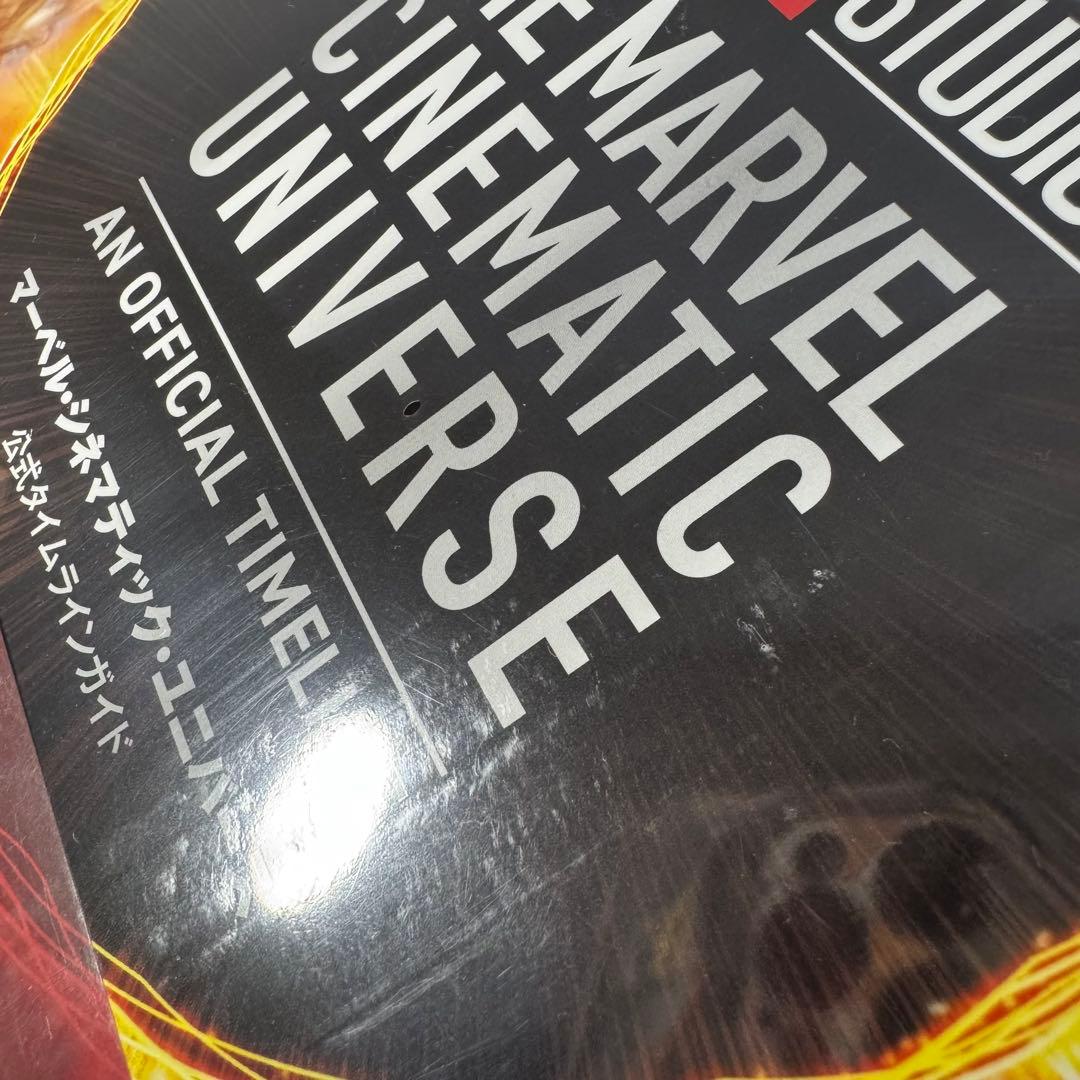 STUDIO
HE MARVEL
CINEMATIC
UNIVERSE
AN OFFICIAL TIMEL
マーベル・シネマティック・ユニバ
公式タイムラインガイド